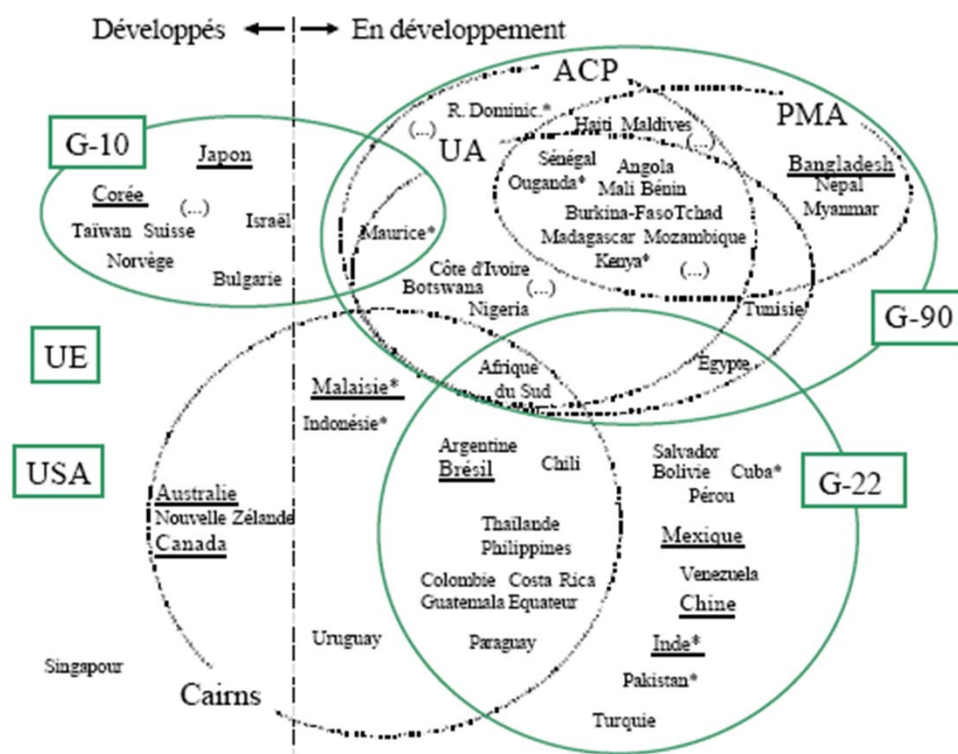 Développés
En développement
ACP
R. Dominic.*
PMA
(...)
Haiti Maldives
G-10
UA
(...)
Japon
Sénégal
Angola
Bangladesh
Ouganda*
Mali Bénin
Nepal
Corée
(...)
Burkina-FasoTchad
Myanmar
Israël
Taïwan Suisse
Maurice*
Madagascar Mozambique
Norvège
Kenya*
(...)
Bulgarie
Côte d'Ivoire
Botswana
(...)
Nigeria
Tunisie
G-90
UE
Afrique
du Sud
Egypte
Malaisie*
Indonésie*
USA
Argentine
Brésil
Chili
Salvador
Bolivie Cuba*
Pérou
G-22
Australie
Nouvelle Zélande
Canada
Thaïlande
Philippines
Mexique
Colombie Costa Rica
Guatemala Equateur
Venezuela
Chine
Uruguay
Paraguay
Inde*
Singapour
Pakistan*
Cairns
Turquie